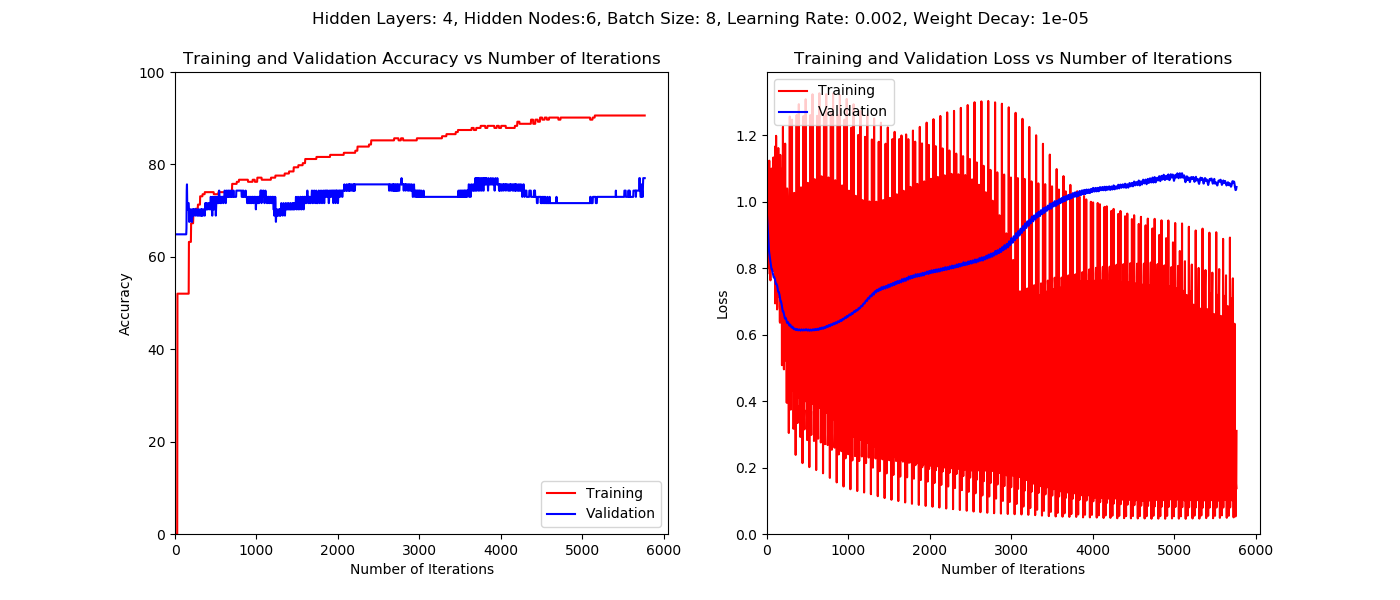 Hidden Layers: 4, Hidden Nodes:6, Batch Size: 8, Learning Rate: 0.002, Weight Decay: 1e-05
Training and Validation Accuracy vs Number of Iterations
100
80
60
40
20
0
Accuracy
0 1000 2000 3000 4000 5000 6000
Number of Iterations
Training
Validation
Training and Validation Loss vs Number of Iterations
Training
Validation
1.2
1.0
0.8
0.6
0.4
0.2
0.0
Loss
0 1000 2000 3000 4000 5000 6000
Number of Iterations